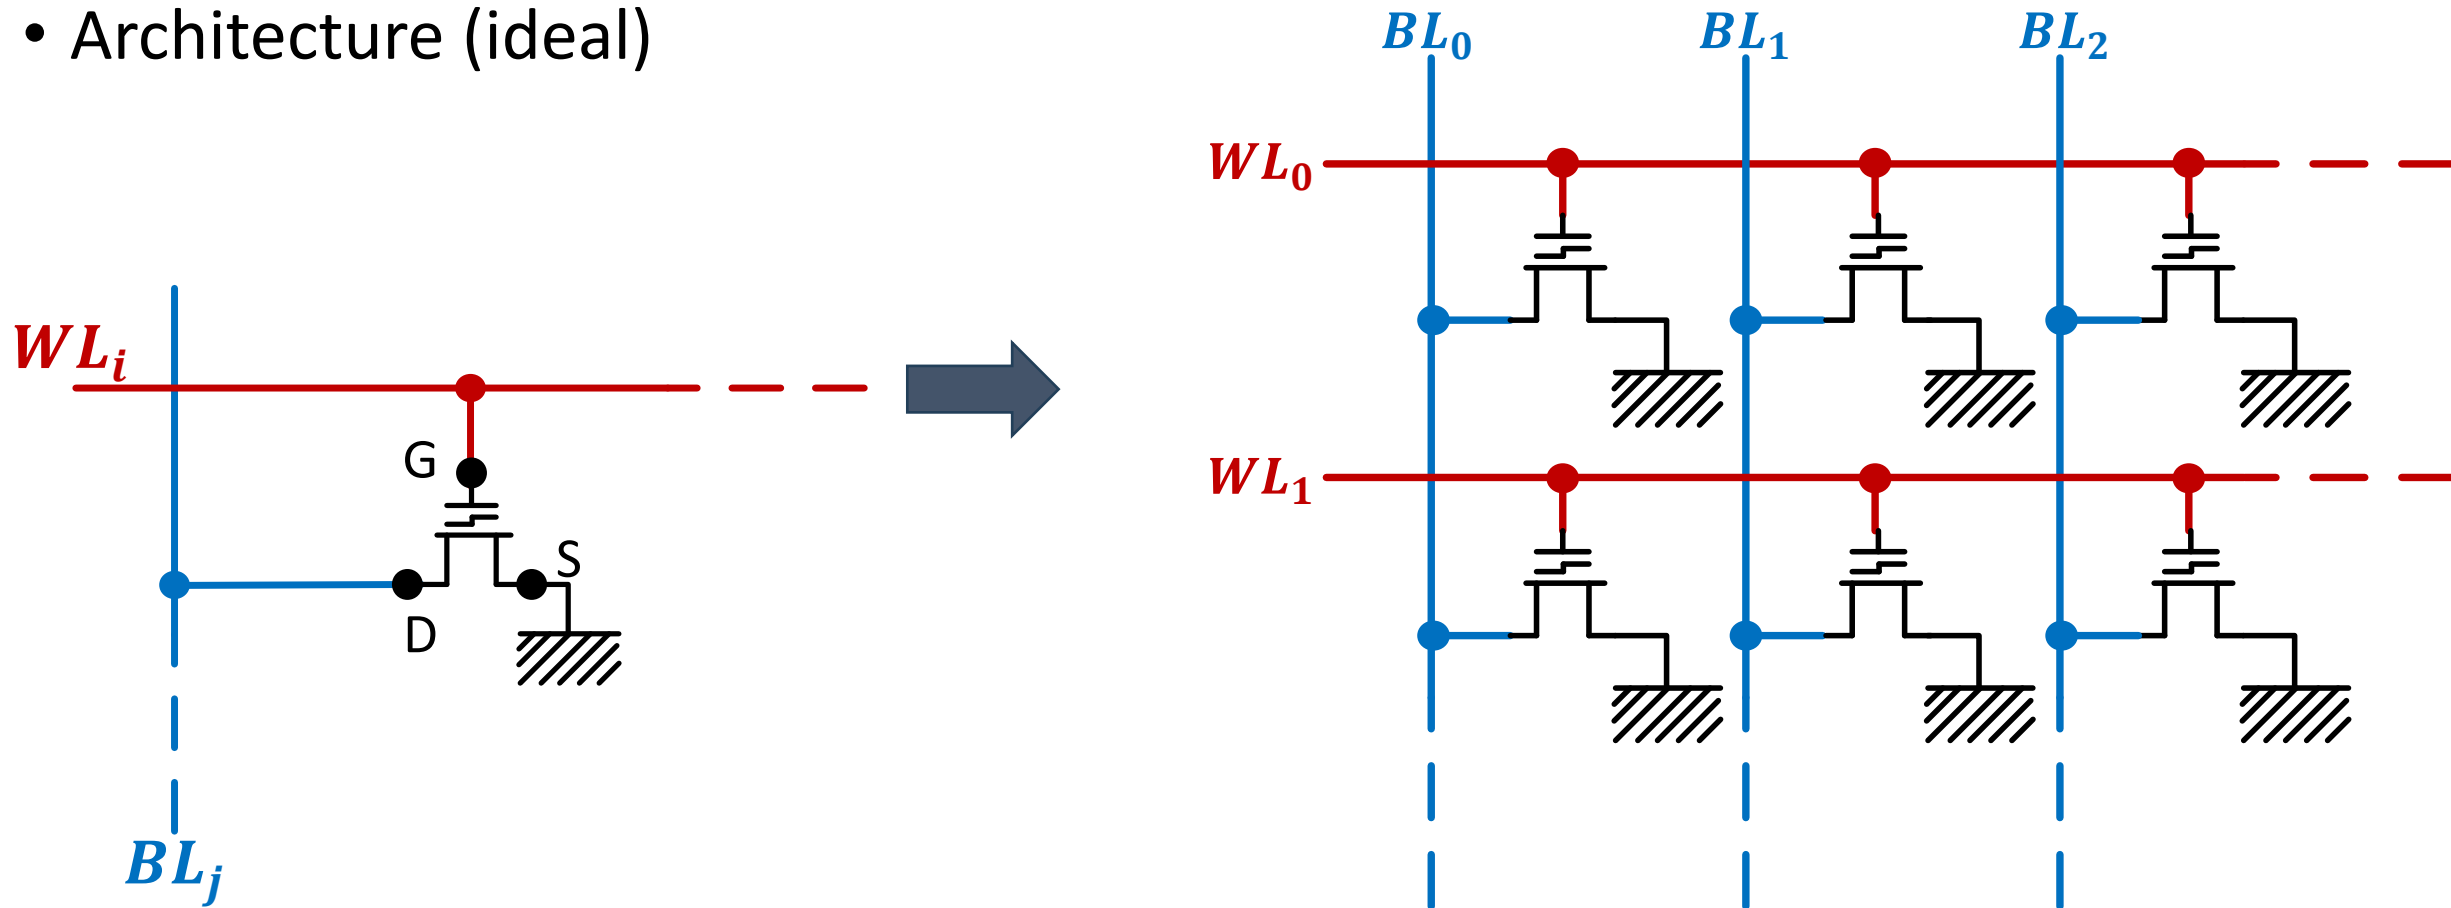 • Architecture (ideal)
BL₀ BL₁ BL₂
WL₀
WLᵢ
G
WL₁
S
D
BLⱼ